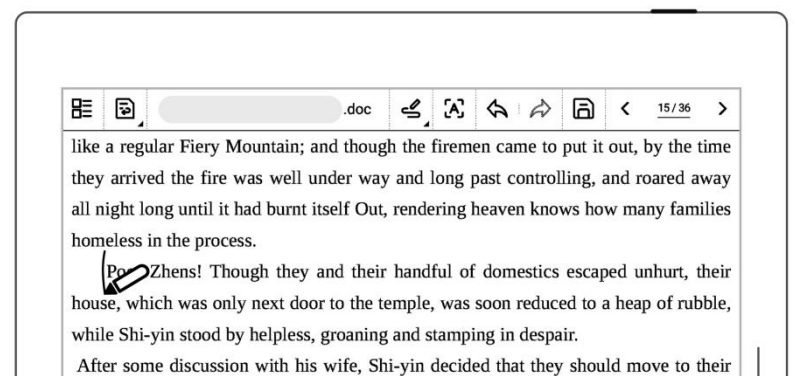 .doc
15/36
like a regular Fiery Mountain; and though the firemen came to put it out, by the time
they arrived the fire was well under way and long past controlling, and roared away
all night long until it had burnt itself Out, rendering heaven knows how many families
homeless in the process.
Zhens! Though they and their handful of domestics escaped unhurt, their
house, which was only next door to the temple, was soon reduced to a heap of rubble,
while Shi-yin stood by helpless, groaning and stamping in despair.
After some discussion with his wife, Shi-yin decided that they should move to their